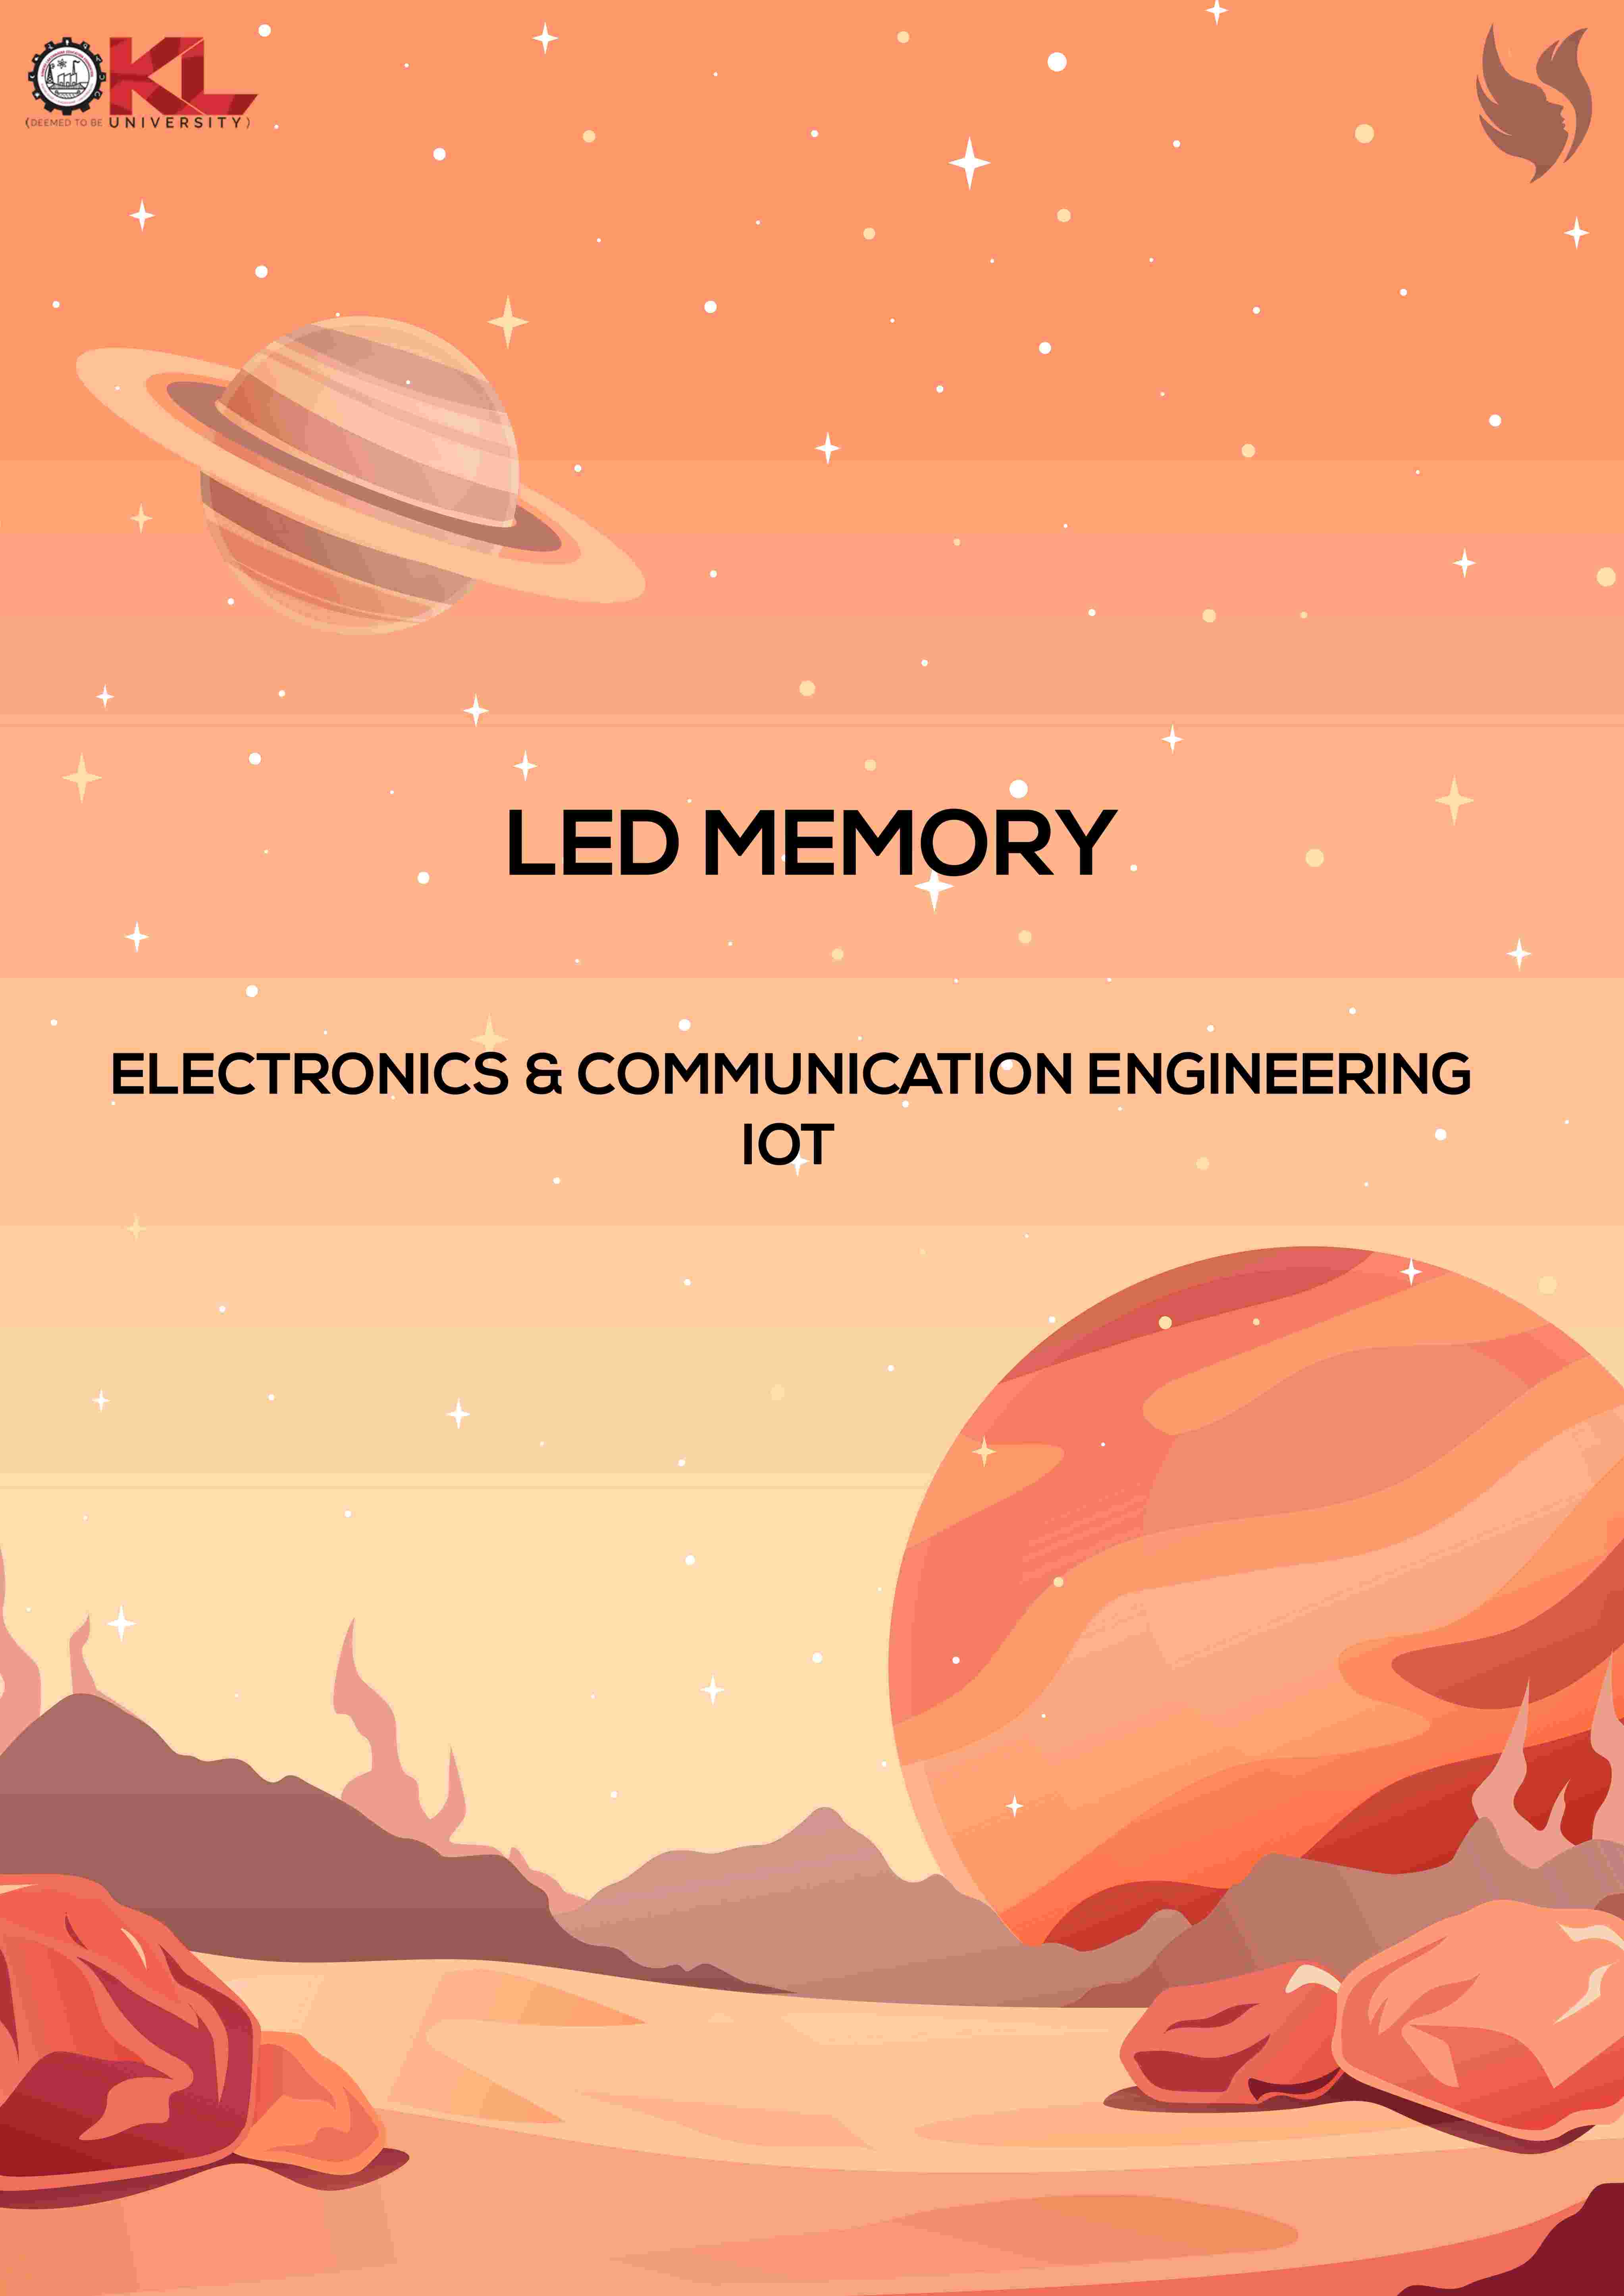 KL
(DEEMED TO BE UNIVERSITY)
LED MEMORY
ELECTRONICS & COMMUNICATION ENGINEERING
IOT